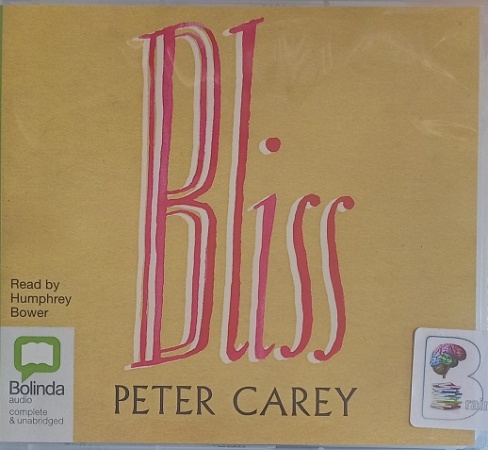 Bliss
Read by
Humphrey
Bower
Bolinda
audio
complete
& unabridged
PETER CAREY